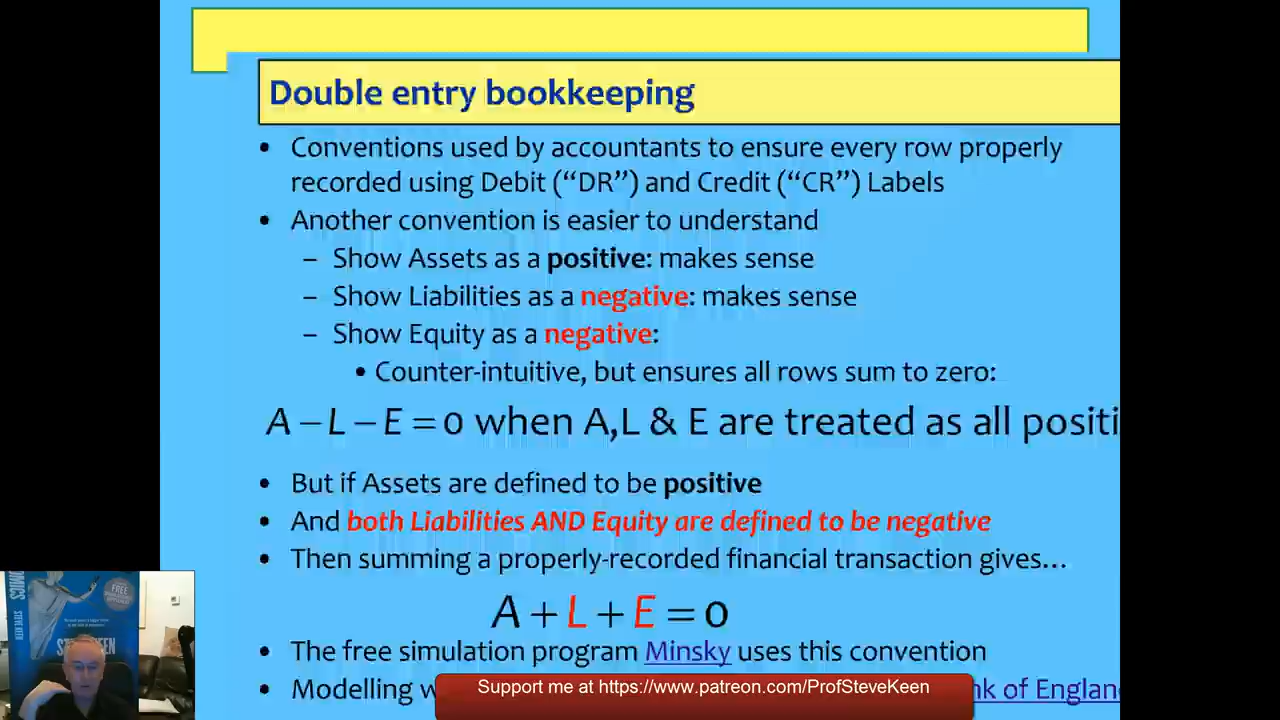 Double entry bookkeeping
• Conventions used by accountants to ensure every row properly
recorded using Debit (“DR”) and Credit (“CR”) Labels
• Another convention is easier to understand
– Show Assets as a positive: makes sense
– Show Liabilities as a negative: makes sense
– Show Equity as a negative:
• Counter-intuitive, but ensures all rows sum to zero:
A – L – E = 0 when A,L & E are treated as all positi
• But if Assets are defined to be positive
• And both Liabilities AND Equity are defined to be negative
• Then summing a properly-recorded financial transaction gives…
A + L + E = 0
• The free simulation program Minsky uses this convention
• Modelling w
nk of England
Support me at https://www.patreon.com/ProfSteveKeen
STEVE KEEN
FREE